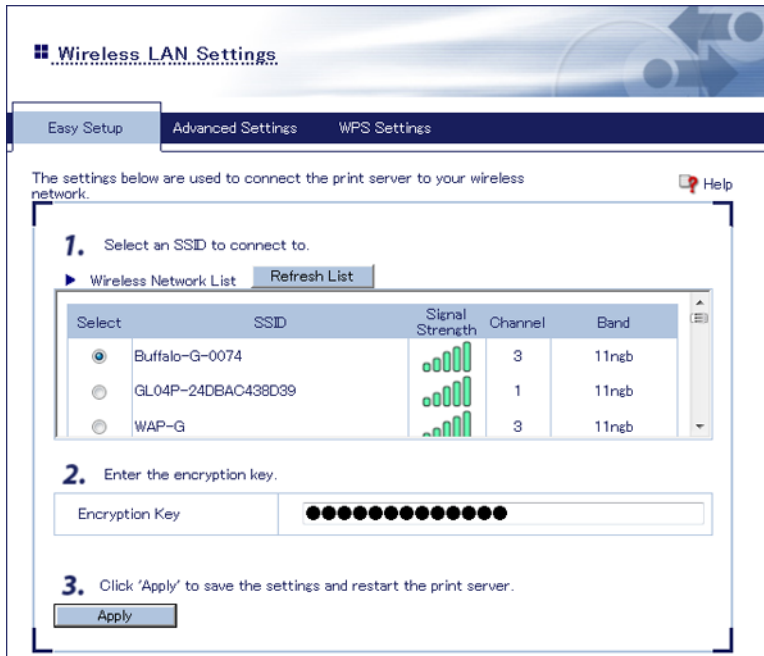 Wireless LAN Settings
Easy Setup Advanced Settings WPS Settings
The settings below are used to connect the print server to your wireless
network.
Help
1. Select an SSID to connect to.
Wireless Network List Refresh List
Select SSID Signal Strength Channel Band
Buffalo-G-0074 3 11ngb
GL04P-24DBAC438D39 1 11ngb
WAP-G 3 11ngb
2. Enter the encryption key.
Encryption Key ●●●●●●●●●●●●●
3. Click 'Apply' to save the settings and restart the print server.
Apply